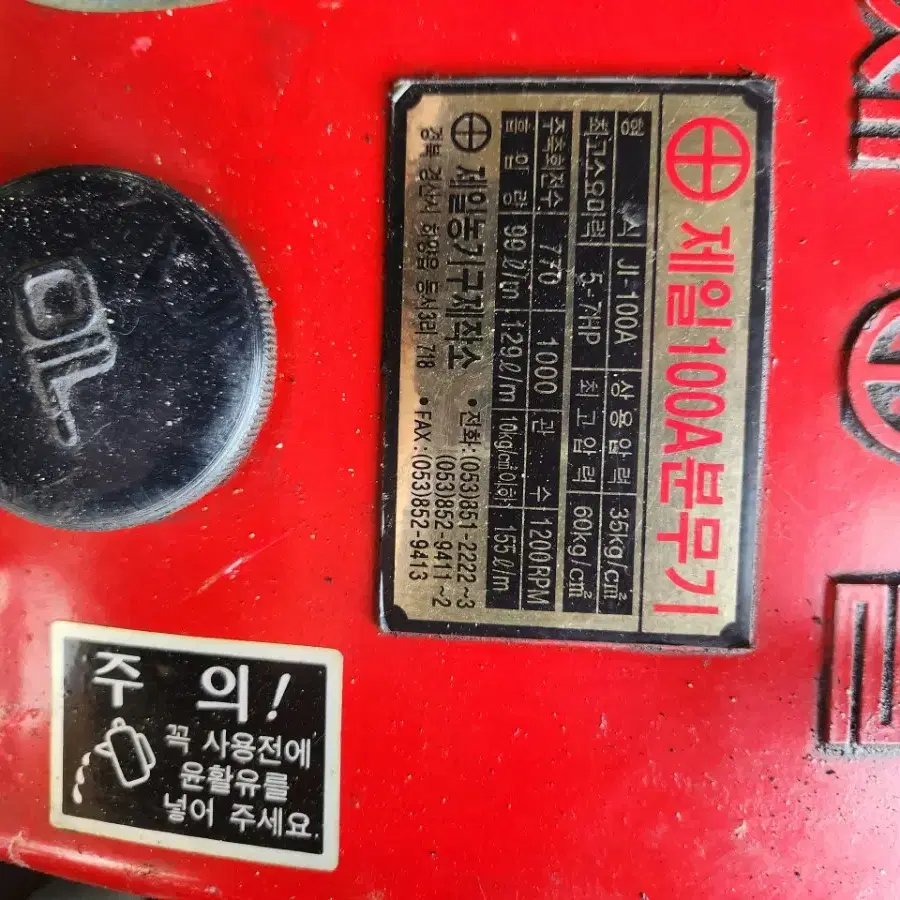 제일100A분무기
형 식 JI-100A 상용압력 35kg/cm²
최고소요마력 5-7HP 최고압력 60kg/cm²
주축회전수 770 1000 관 수 1200RPM
흡 입 량 99ℓ/m 129ℓ/m 10kg/cm²이하 155ℓ/m
제일농기구제작소 •전화:(053)851-2222~3
(053)852-9411~2
경북 경산시 하양읍 동서3리 718 •FAX:(053)852-9413
OIL
주 의!
꼭 사용전에
윤활유를
넣어 주세요.